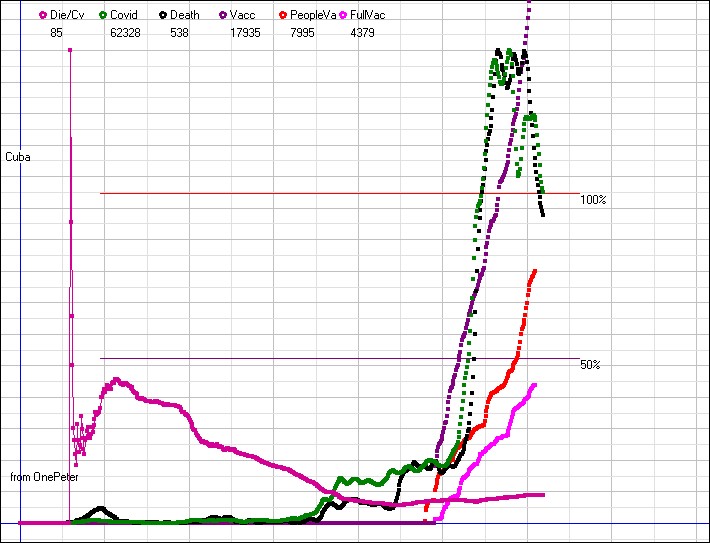 Die/Cv Covid Death Vacc PeopleVa FullVac
85 62328 538 17935 7995 4379
Cuba
100%
50%
from OnePeter